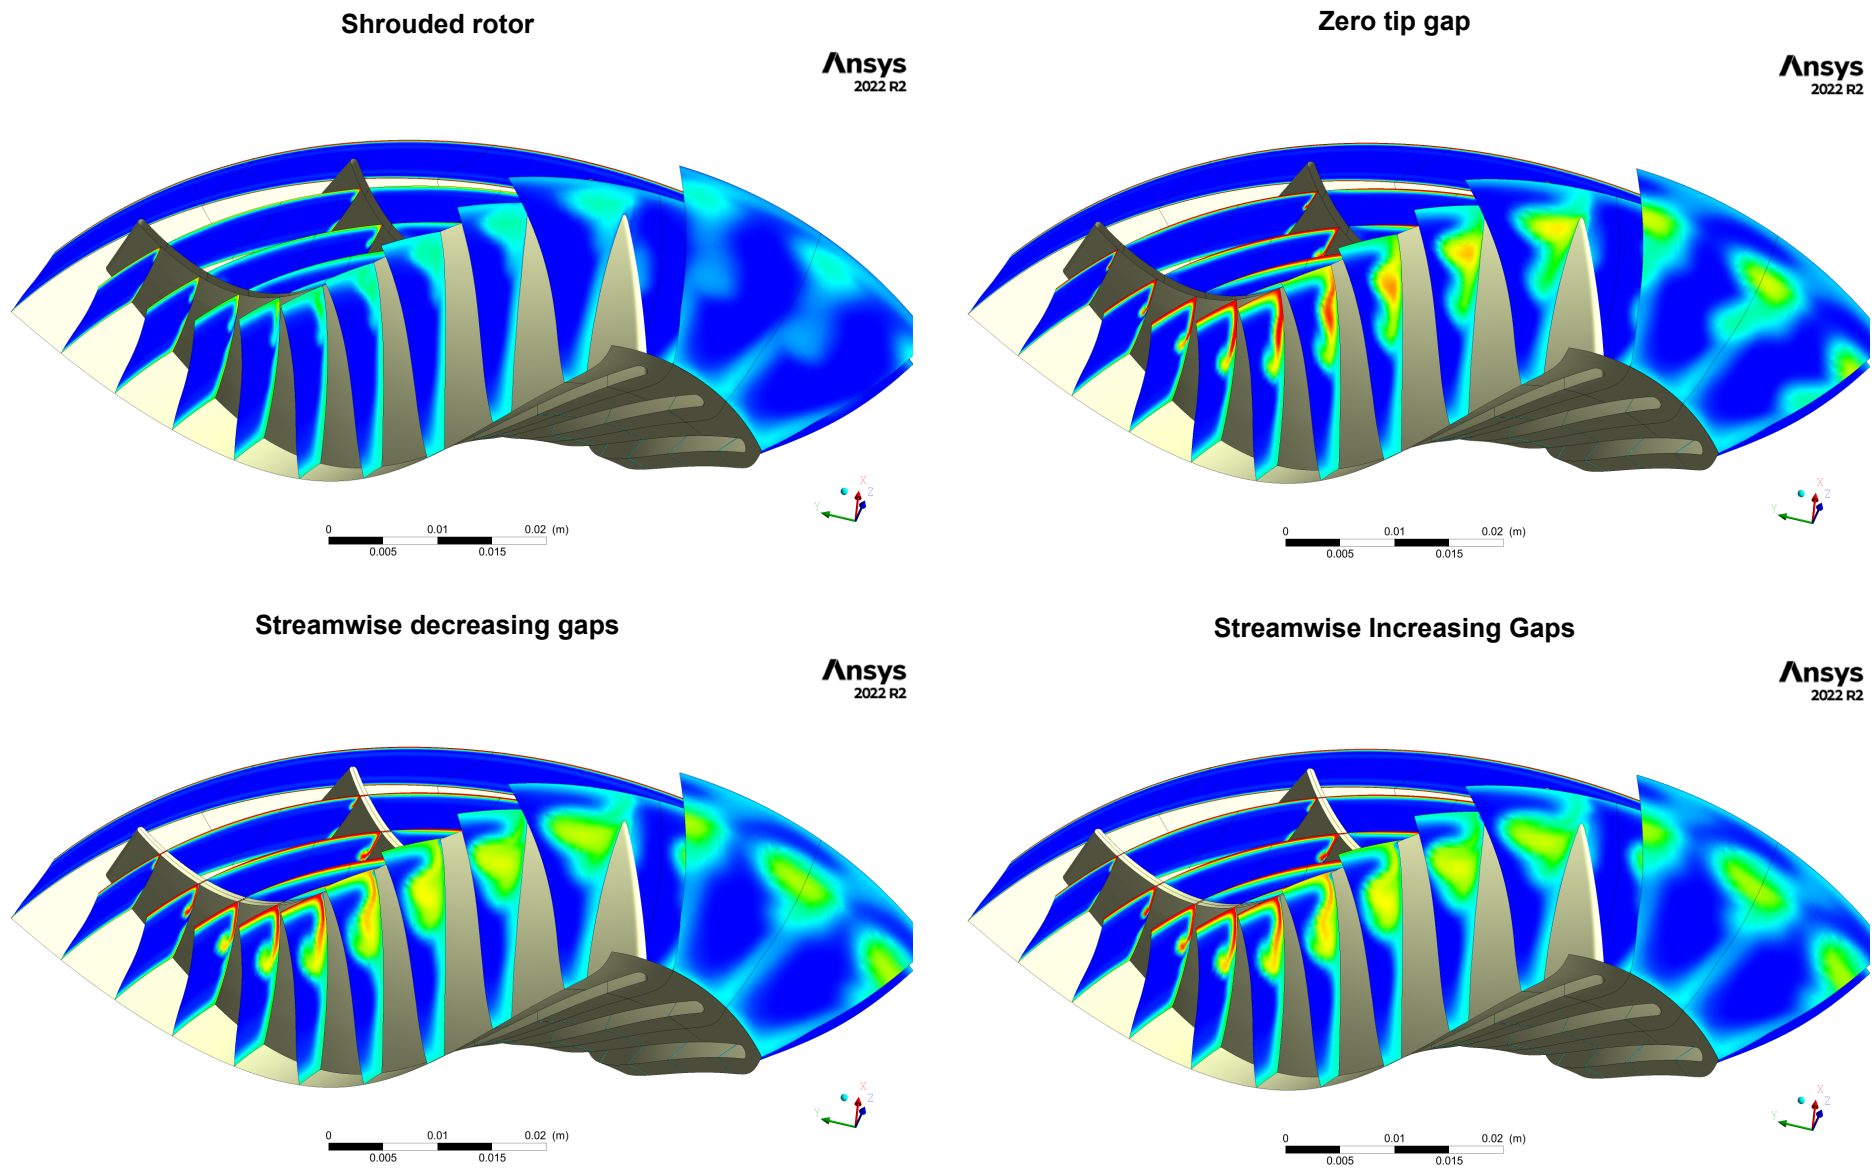 Shrouded rotor
Ansys
2022 R2
X
Y
Z
0 0.01 0.02 (m)
0.005 0.015
Zero tip gap
Ansys
2022 R2
X
Y
Z
0 0.01 0.02 (m)
0.005 0.015
Streamwise decreasing gaps
Ansys
2022 R2
X
Y
Z
0 0.01 0.02 (m)
0.005 0.015
Streamwise Increasing Gaps
Ansys
2022 R2
X
Y
Z
0 0.01 0.02 (m)
0.005 0.015